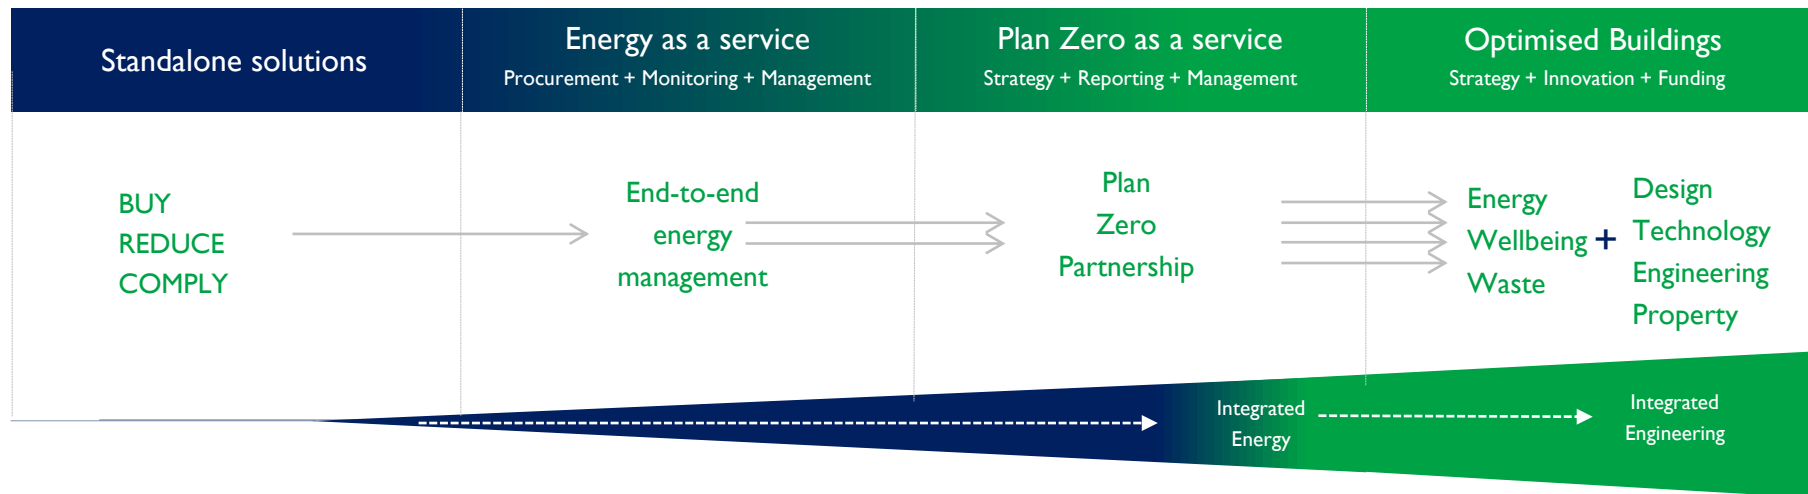 Standalone solutions
Energy as a service
Procurement + Monitoring + Management
Plan Zero as a service
Strategy + Reporting + Management
Optimised Buildings
Strategy + Innovation + Funding
BUY
REDUCE
COMPLY
End-to-end
energy
management
Plan
Zero
Partnership
Energy
Wellbeing
Waste
+
Design
Technology
Engineering
Property
Integrated
Energy
Integrated
Engineering